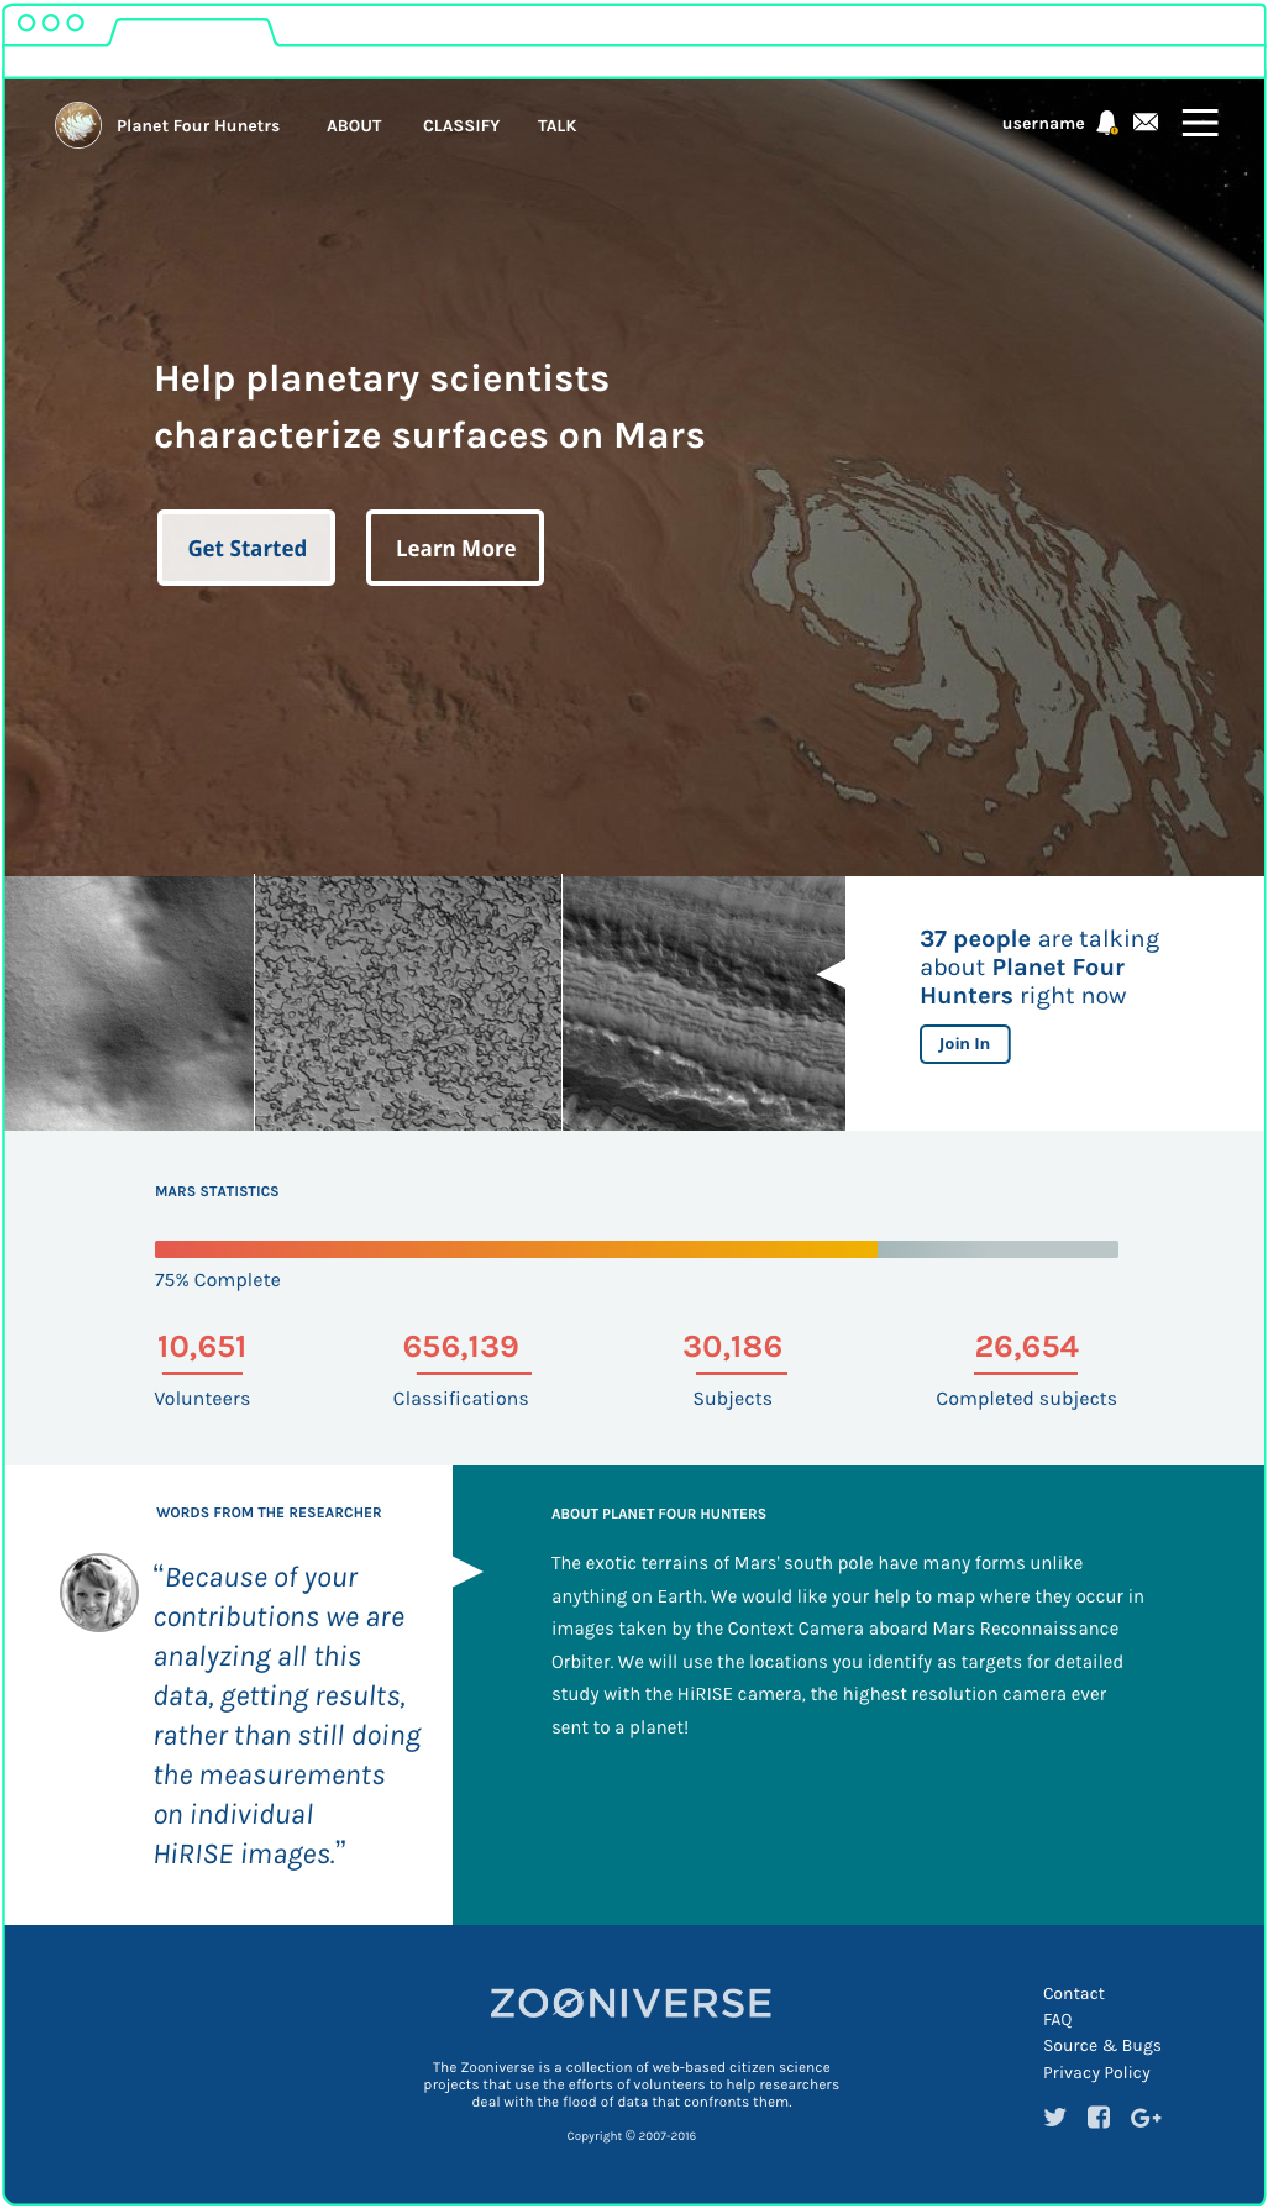 Planet Four Hunetrs
ABOUT
CLASSIFY
TALK
username
Help planetary scientists
characterize surfaces on Mars
Get Started
Learn More
37 people are talking
about Planet Four
Hunters right now
Join In
MARS STATISTICS
75% Complete
10,651
656,139
30,186
26,654
Volunteers
Classifications
Subjects
Completed subjects
WORDS FROM THE RESEARCHER
“Because of your
contributions we are
analyzing all this
data, getting results,
rather than still doing
the measurements
on individual
HiRISE images.”
ABOUT PLANET FOUR HUNTERS
The exotic terrains of Mars' south pole have many forms unlike
anything on Earth. We would like your help to map where they occur in
images taken by the Context Camera aboard Mars Reconnaissance
Orbiter. We will use the locations you identify as targets for detailed
study with the HiRISE camera, the highest resolution camera ever
sent to a planet!
ZOONIVERSE
The Zooniverse is a collection of web-based citizen science
projects that use the efforts of volunteers to help researchers
deal with the flood of data that confronts them.
Copyright © 2007-2016
Contact
FAQ
Source & Bugs
Privacy Policy
G+